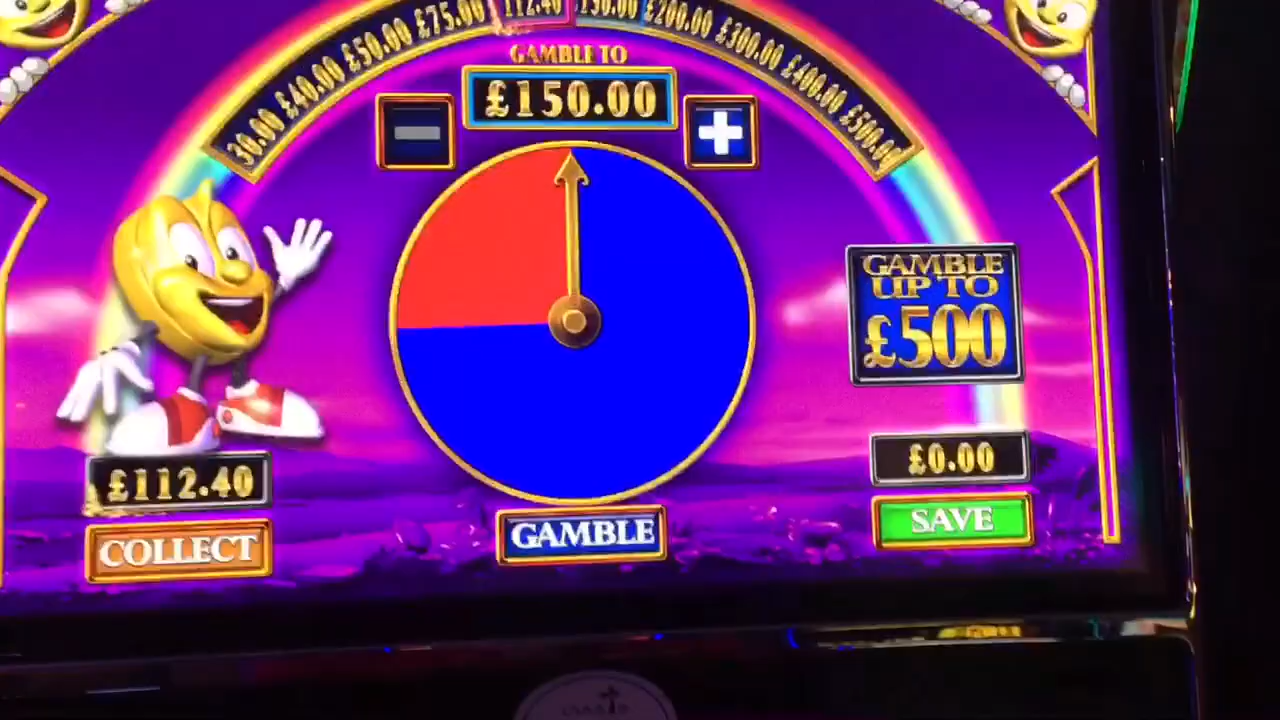 30.00 £40.00 £50.00 £75.00 112.40 £150.00 £200.00 £300.00 £400.00 £500.00
GAMBLE TO
£150.00
GAMBLE
UP TO
£500
£112.40
£0.00
COLLECT
GAMBLE
SAVE